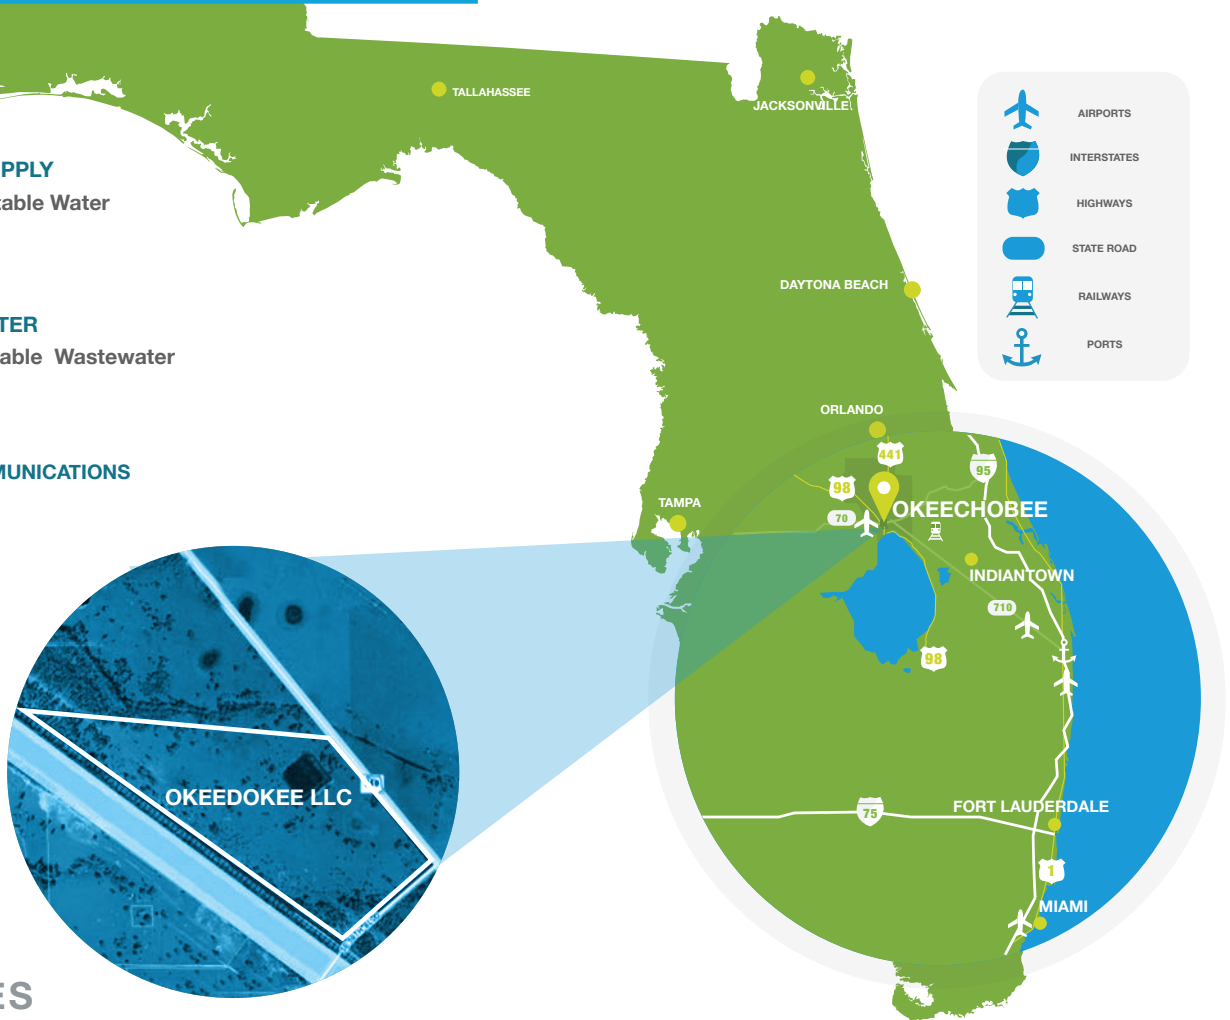 TALLAHASSEE
JACKSONVILLE
AIRPORTS
INTERSTATES
HIGHWAYS
STATE ROAD
RAILWAYS
PORTS
PPLY
table Water
DAYTONA BEACH
TER
able Wastewater
ORLANDO
441
95
MUNICATIONS
98
TAMPA
OKEECHOBEE
70
INDIANTOWN
710
98
OKEEDOKEE LLC
FORT LAUDERDALE
75
1
MIAMI
ES